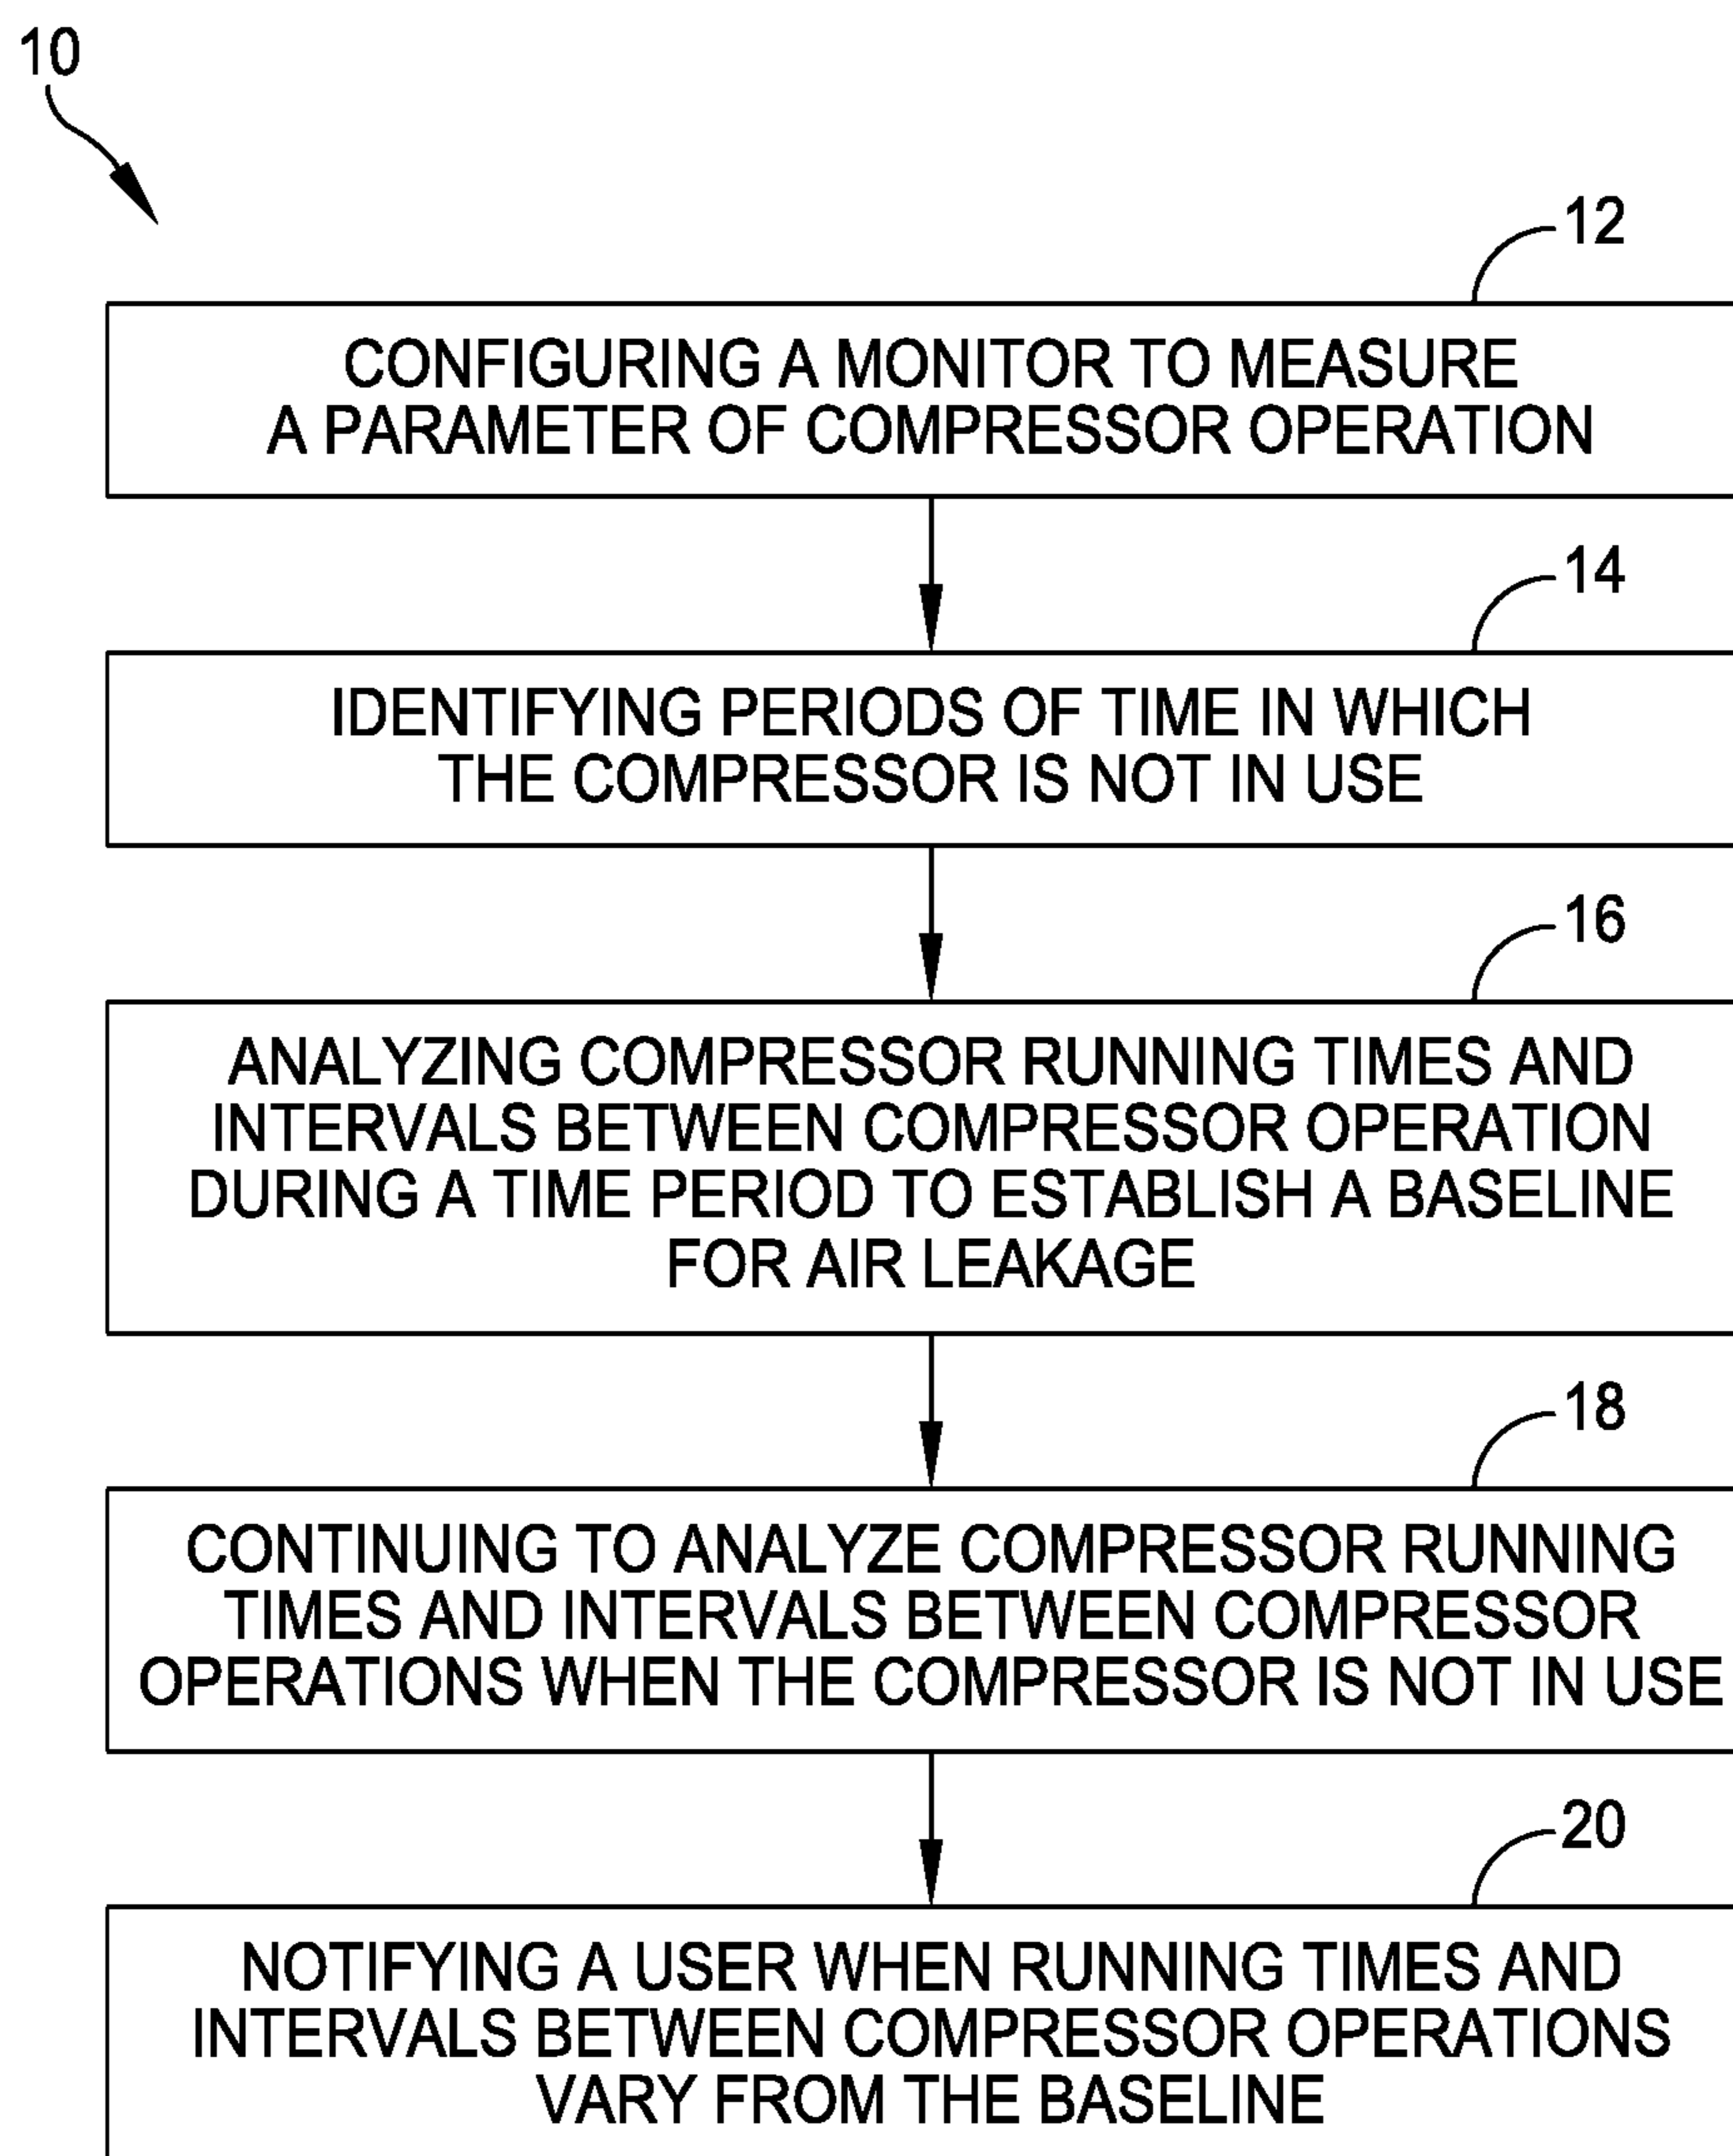 10
12
CONFIGURING A MONITOR TO MEASURE
A PARAMETER OF COMPRESSOR OPERATION
14
IDENTIFYING PERIODS OF TIME IN WHICH
THE COMPRESSOR IS NOT IN USE
16
ANALYZING COMPRESSOR RUNNING TIMES AND
INTERVALS BETWEEN COMPRESSOR OPERATION
DURING A TIME PERIOD TO ESTABLISH A BASELINE
FOR AIR LEAKAGE
18
CONTINUING TO ANALYZE COMPRESSOR RUNNING
TIMES AND INTERVALS BETWEEN COMPRESSOR
OPERATIONS WHEN THE COMPRESSOR IS NOT IN USE
20
NOTIFYING A USER WHEN RUNNING TIMES AND
INTERVALS BETWEEN COMPRESSOR OPERATIONS
VARY FROM THE BASELINE